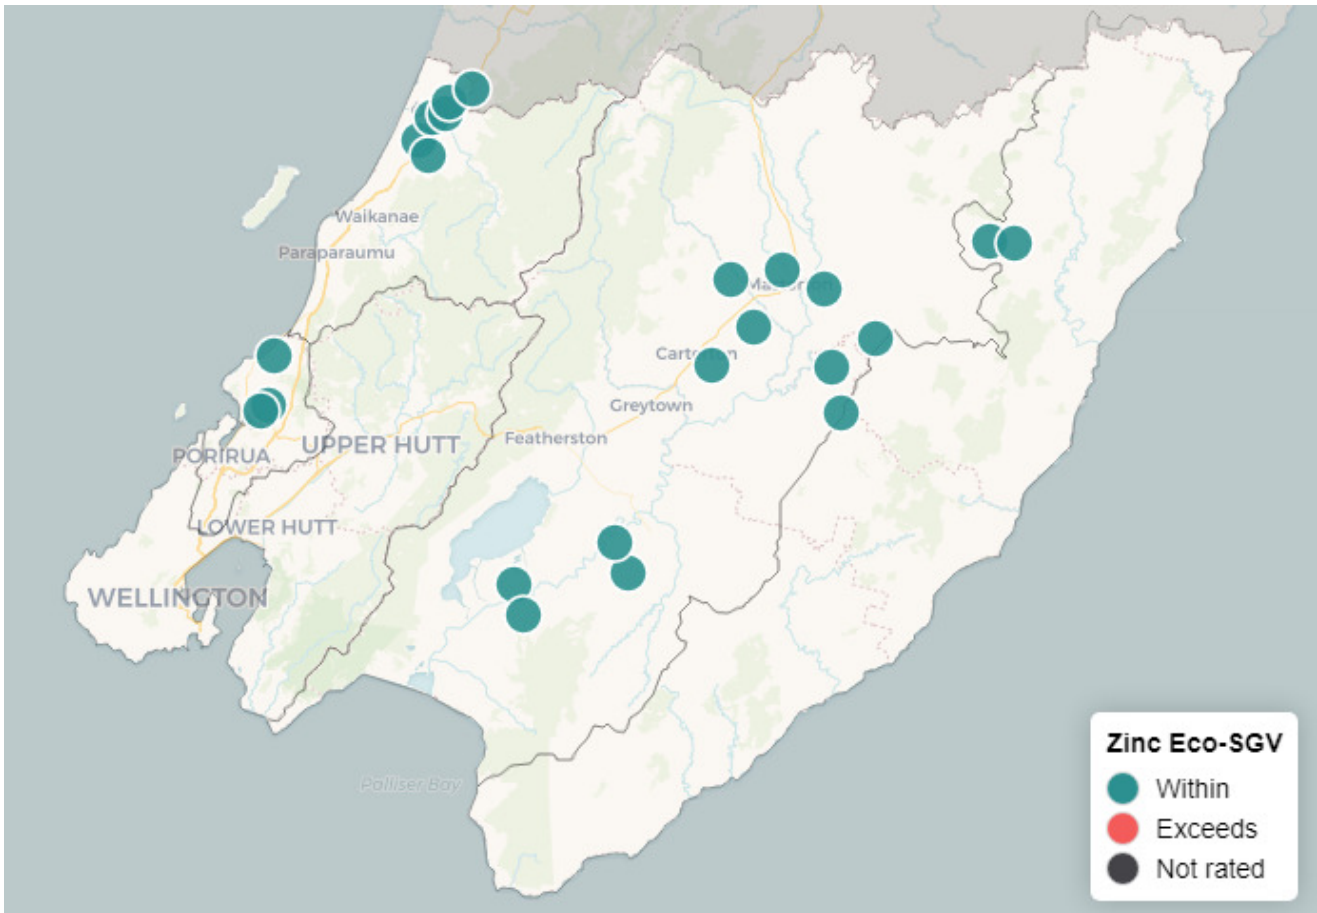 Waikanae
Paraparaumu
Carterton
Greytown
Featherston
UPPER HUTT
PORIRUA
LOWER HUTT
WELLINGTON
Palliser Bay
Zinc Eco-SGV
Within
Exceeds
Not rated